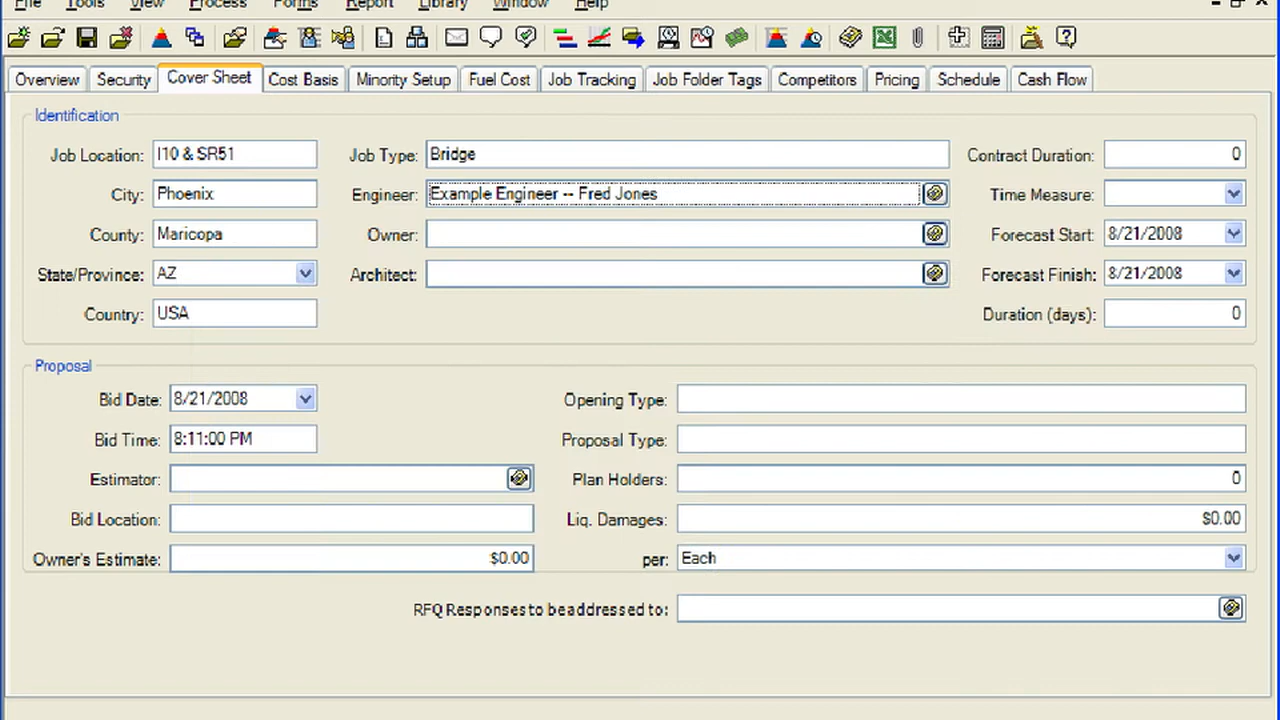 File Tools View Process Forms Report Library Window Help
Overview Security Cover Sheet Cost Basis Minority Setup Fuel Cost Job Tracking Job Folder Tags Competitors Pricing Schedule Cash Flow
Identification
Job Location: I10 & SR51 Job Type: Bridge Contract Duration: 0
City: Phoenix Engineer: Example Engineer -- Fred Jones Time Measure:
County: Maricopa Owner: Forecast Start: 8/21/2008
State/Province: AZ Architect: Forecast Finish: 8/21/2008
Country: USA Duration (days): 0
Proposal
Bid Date: 8/21/2008 Opening Type:
Bid Time: 8:11:00 PM Proposal Type:
Estimator: Plan Holders: 0
Bid Location: Liq. Damages: $0.00
Owner's Estimate: $0.00 per: Each
RFQ Responses to be addressed to: